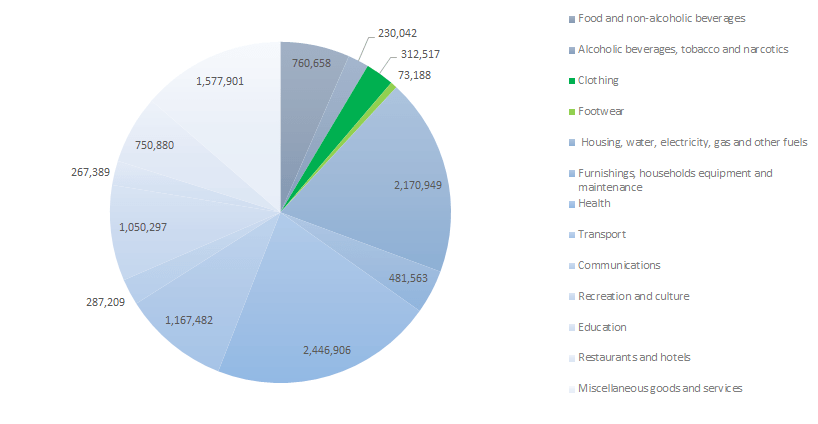 230,042
760,658
312,517
73,188
1,577,901
750,880
267,389
2,170,949
1,050,297
481,563
287,209
1,167,482
2,446,906
Food and non-alcoholic beverages
Alcoholic beverages, tobacco and narcotics
Clothing
Footwear
Housing, water, electricity, gas and other fuels
Furnishings, households equipment and
maintenance
Health
Transport
Communications
Recreation and culture
Education
Restaurants and hotels
Miscellaneous goods and services